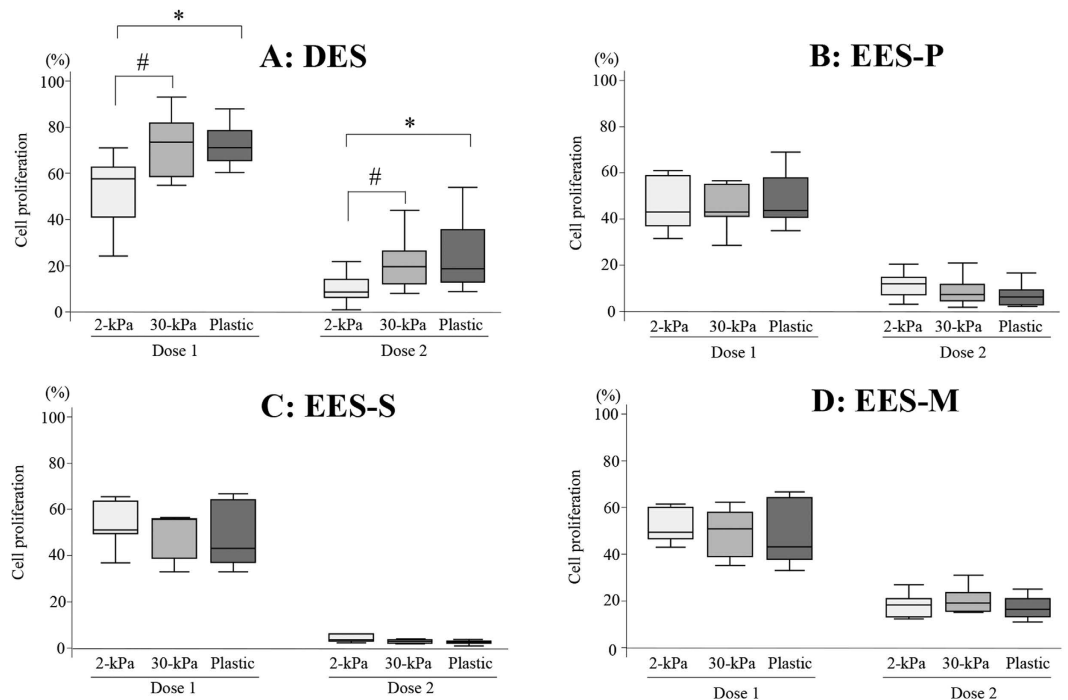 *
A: DES
(%)
#
100
80
60
40
20
0
Cell proliferation
*
#
2-kPa 30-kPa Plastic 2-kPa 30-kPa Plastic
Dose 1 Dose 2
B: EES-P
(%)
100
80
60
40
20
0
Cell proliferation
2-kPa 30-kPa Plastic 2-kPa 30-kPa Plastic
Dose 1 Dose 2
C: EES-S
(%)
100
80
60
40
20
0
Cell proliferation
2-kPa 30-kPa Plastic 2-kPa 30-kPa Plastic
Dose 1 Dose 2
D: EES-M
(%)
100
80
60
40
20
0
Cell proliferation
2-kPa 30-kPa Plastic 2-kPa 30-kPa Plastic
Dose 1 Dose 2